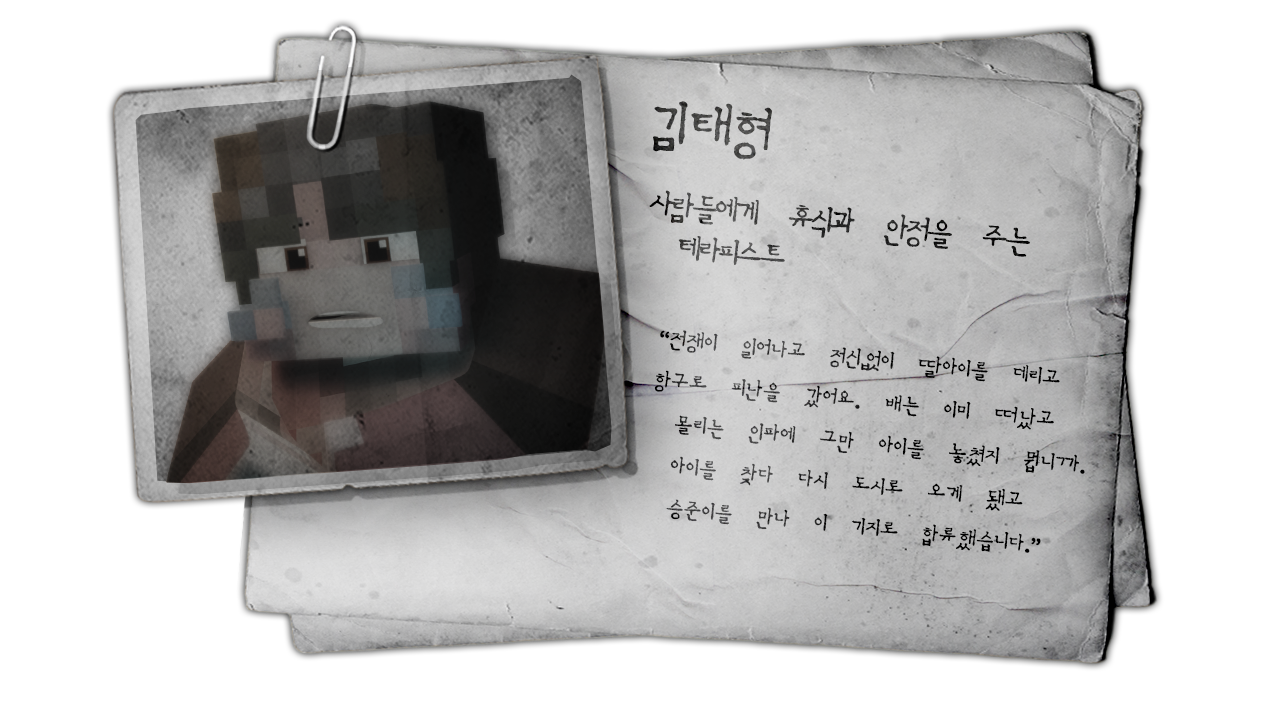 김태형
사람들에게 휴식과 안정을 주는
테라피스트
“전쟁이 일어나고 정신없이 딸아이를 데리고
항구로 피난을 갔어요. 배는 이미 떠났고
몰리는 인파에 그만 아이를 놓쳤지 뭡니까.
아이를 찾다 다시 도시로 오게 됐고
승준이를 만나 이 기지로 합류했습니다.”